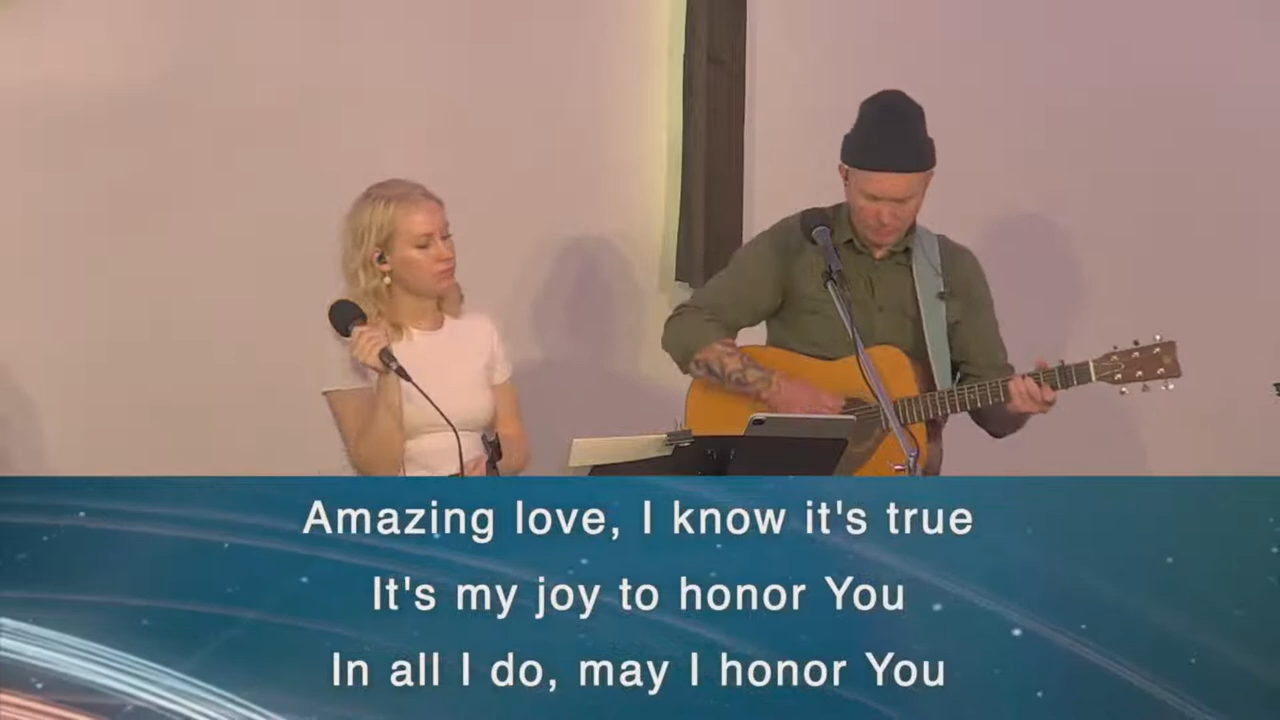 Amazing love, I know it's true
It's my joy to honor You
In all I do, may I honor You